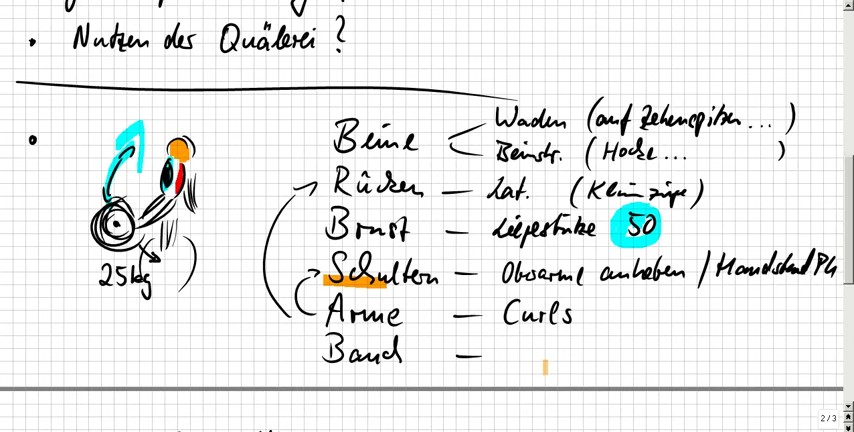 • Nutzen der Quälerei?
Beine
Waden (auf Zehenspitzen...)
Beinstr. (Hocke... )
Rücken – Lat. (Klimmzüge)
Brust – Liegestütze 50
Schultern – Oberarme anheben / Handstand
Arme – Curls
Bauch –
25kg
2/3